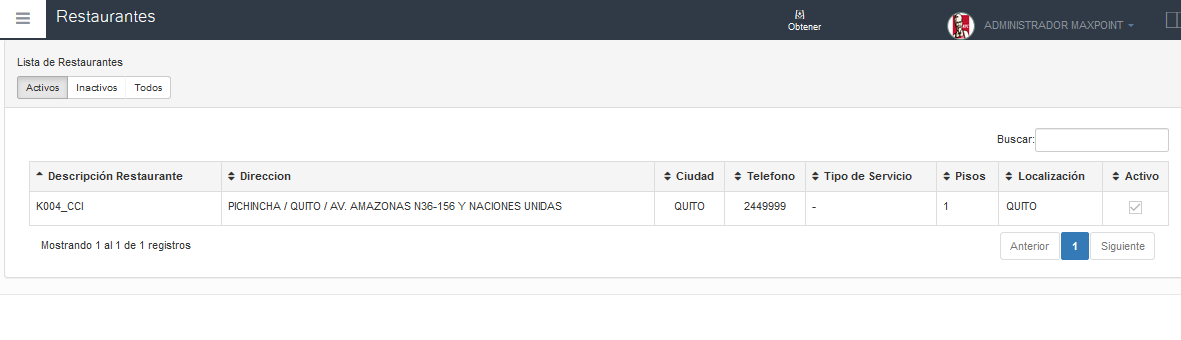 Restaurantes
Obtener
ADMINISTRADOR MAXPOINT
Lista de Restaurantes
Activos Inactivos Todos
Buscar:
Descripción Restaurante Direccion Ciudad Telefono Tipo de Servicio Pisos Localización Activo
K004_CCI PICHINCHA / QUITO / AV. AMAZONAS N36-156 Y NACIONES UNIDAS QUITO 2449999 - 1 QUITO
Mostrando 1 al 1 de 1 registros
Anterior 1 Siguiente